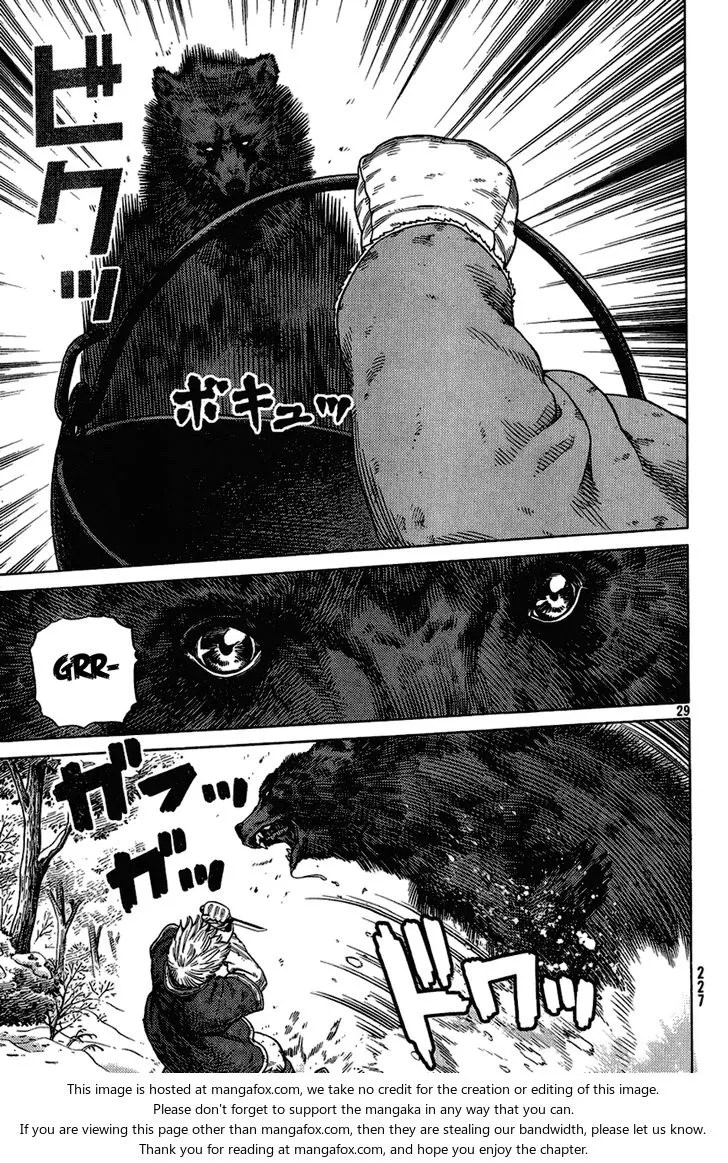 ビクッ
ボキュッ
GRR-
29
ガフッ
ガッ
ドワッ
227
This image is hosted at mangafox.com, we take no credit for the creation or editing of this image.
Please don't forget to support the mangaka in any way that you can.
If you are viewing this page other than mangafox.com, then they are stealing our bandwidth, please let us know.
Thank you for reading at mangafox.com, and hope you enjoy the chapter.